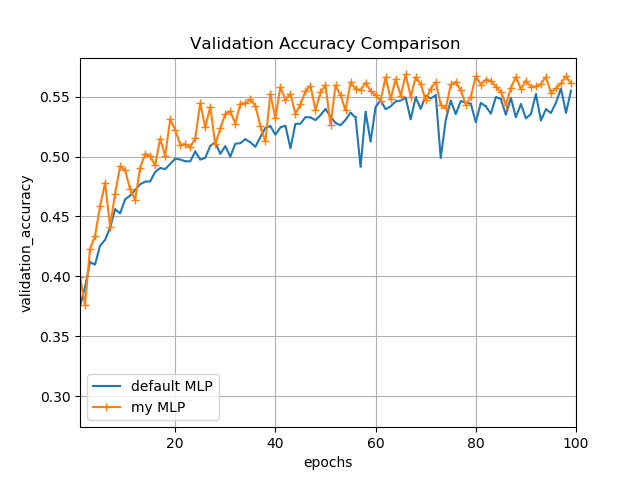 Validation Accuracy Comparison
validation_accuracy
0.55
0.50
0.45
0.40
0.35
0.30
default MLP
my MLP
20 40 60 80 100
epochs